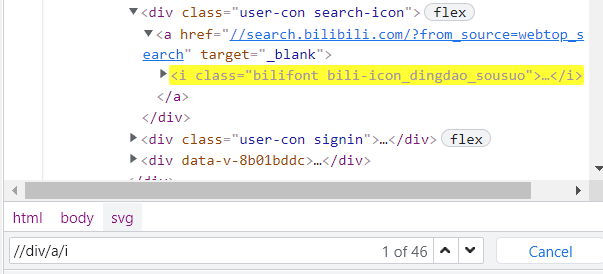 <div class="user-con search-icon"> flex
<a href="//search.bilibili.com/?from_source=webtop_s
earch" target="_blank">
<i class="bilifont bili-icon_dingdao_sousuo">…</i>
</a>
</div>
<div class="user-con signin">…</div> flex
<div data-v-8b01bddc>…</div>
</div>
html body svg
//div/a/i 1 of 46 Cancel